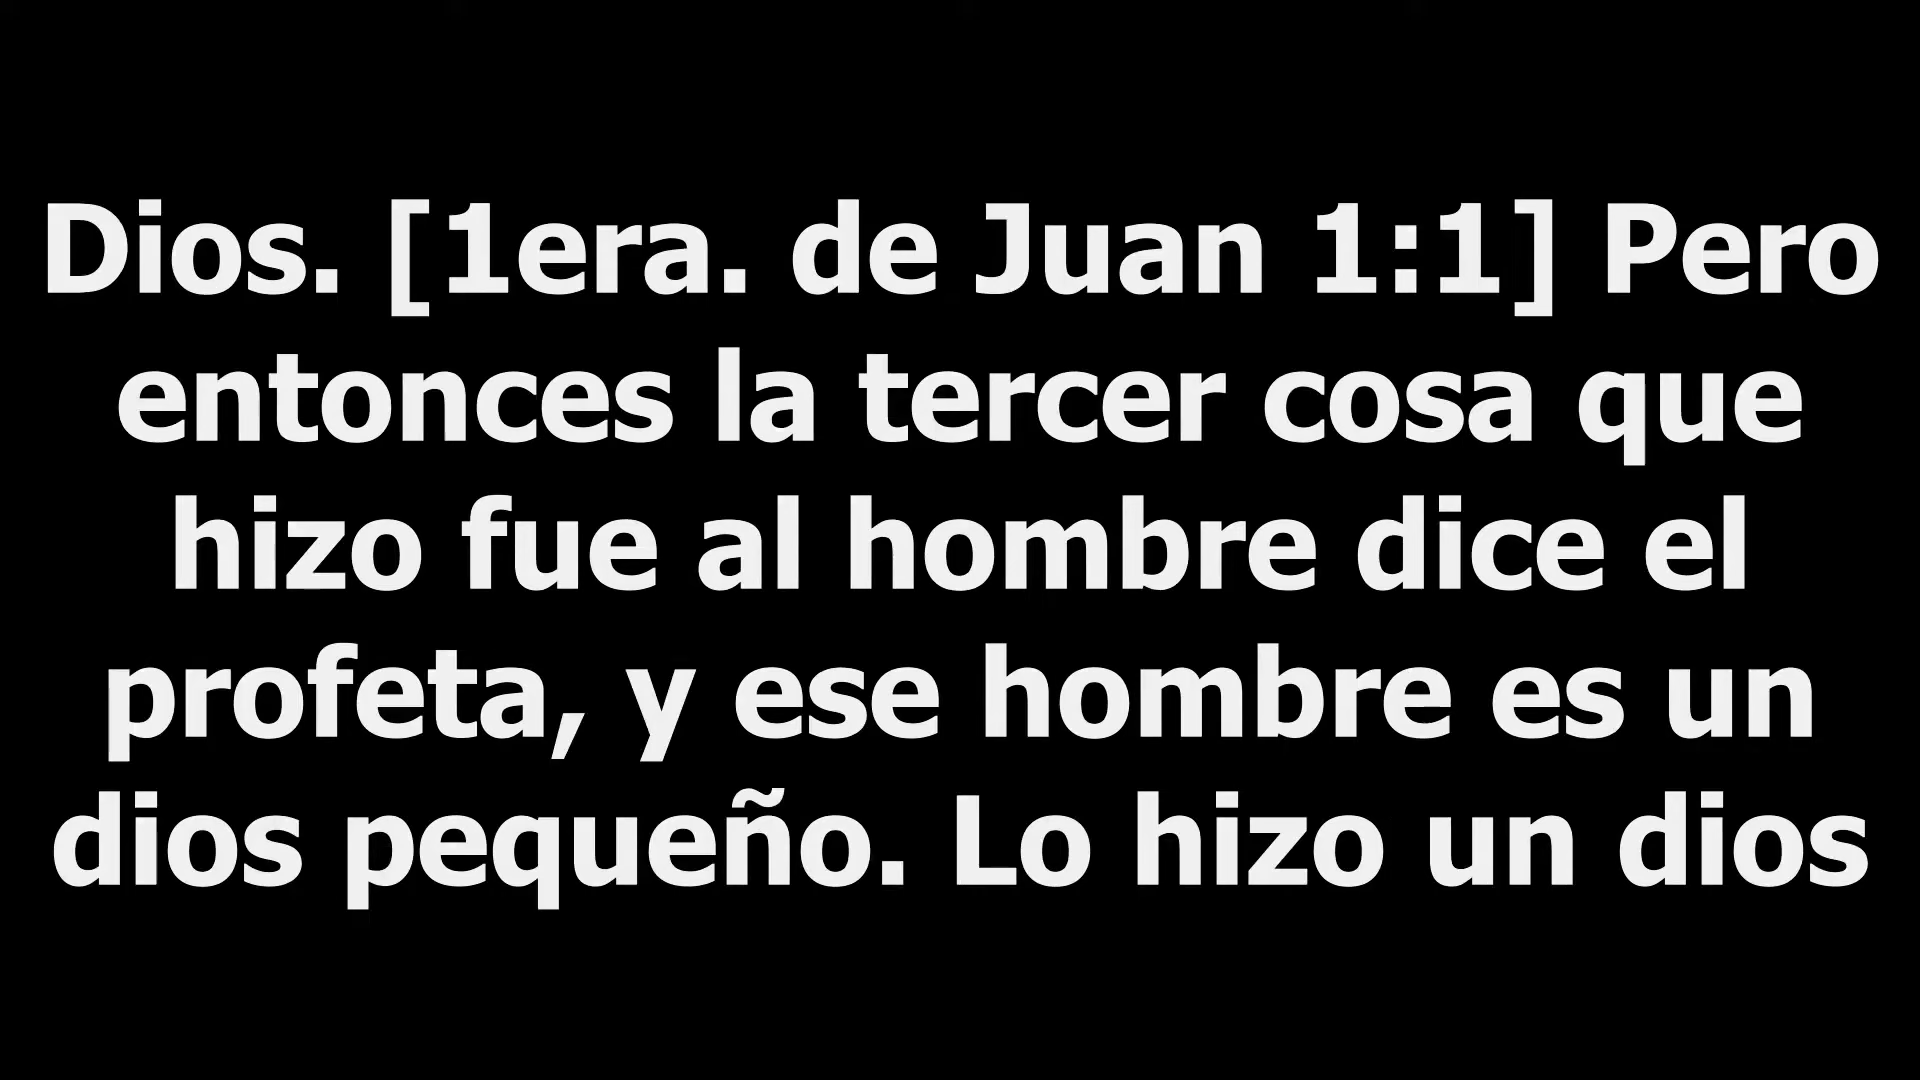 Dios. [1era. de Juan 1:1] Pero
entonces la tercer cosa que
hizo fue al hombre dice el
profeta, y ese hombre es un
dios pequeño. Lo hizo un dios